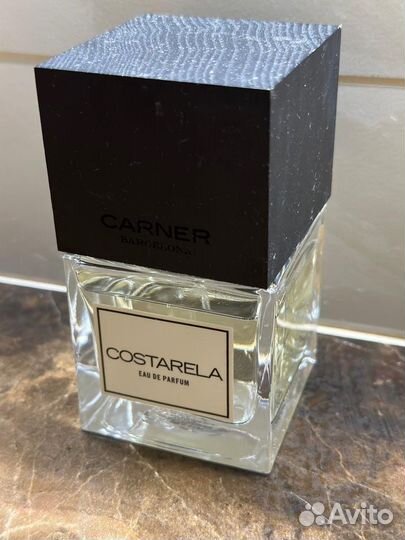 CARNER
BARCELONA
COSTARELA
EAU DE PARFUM
Avito